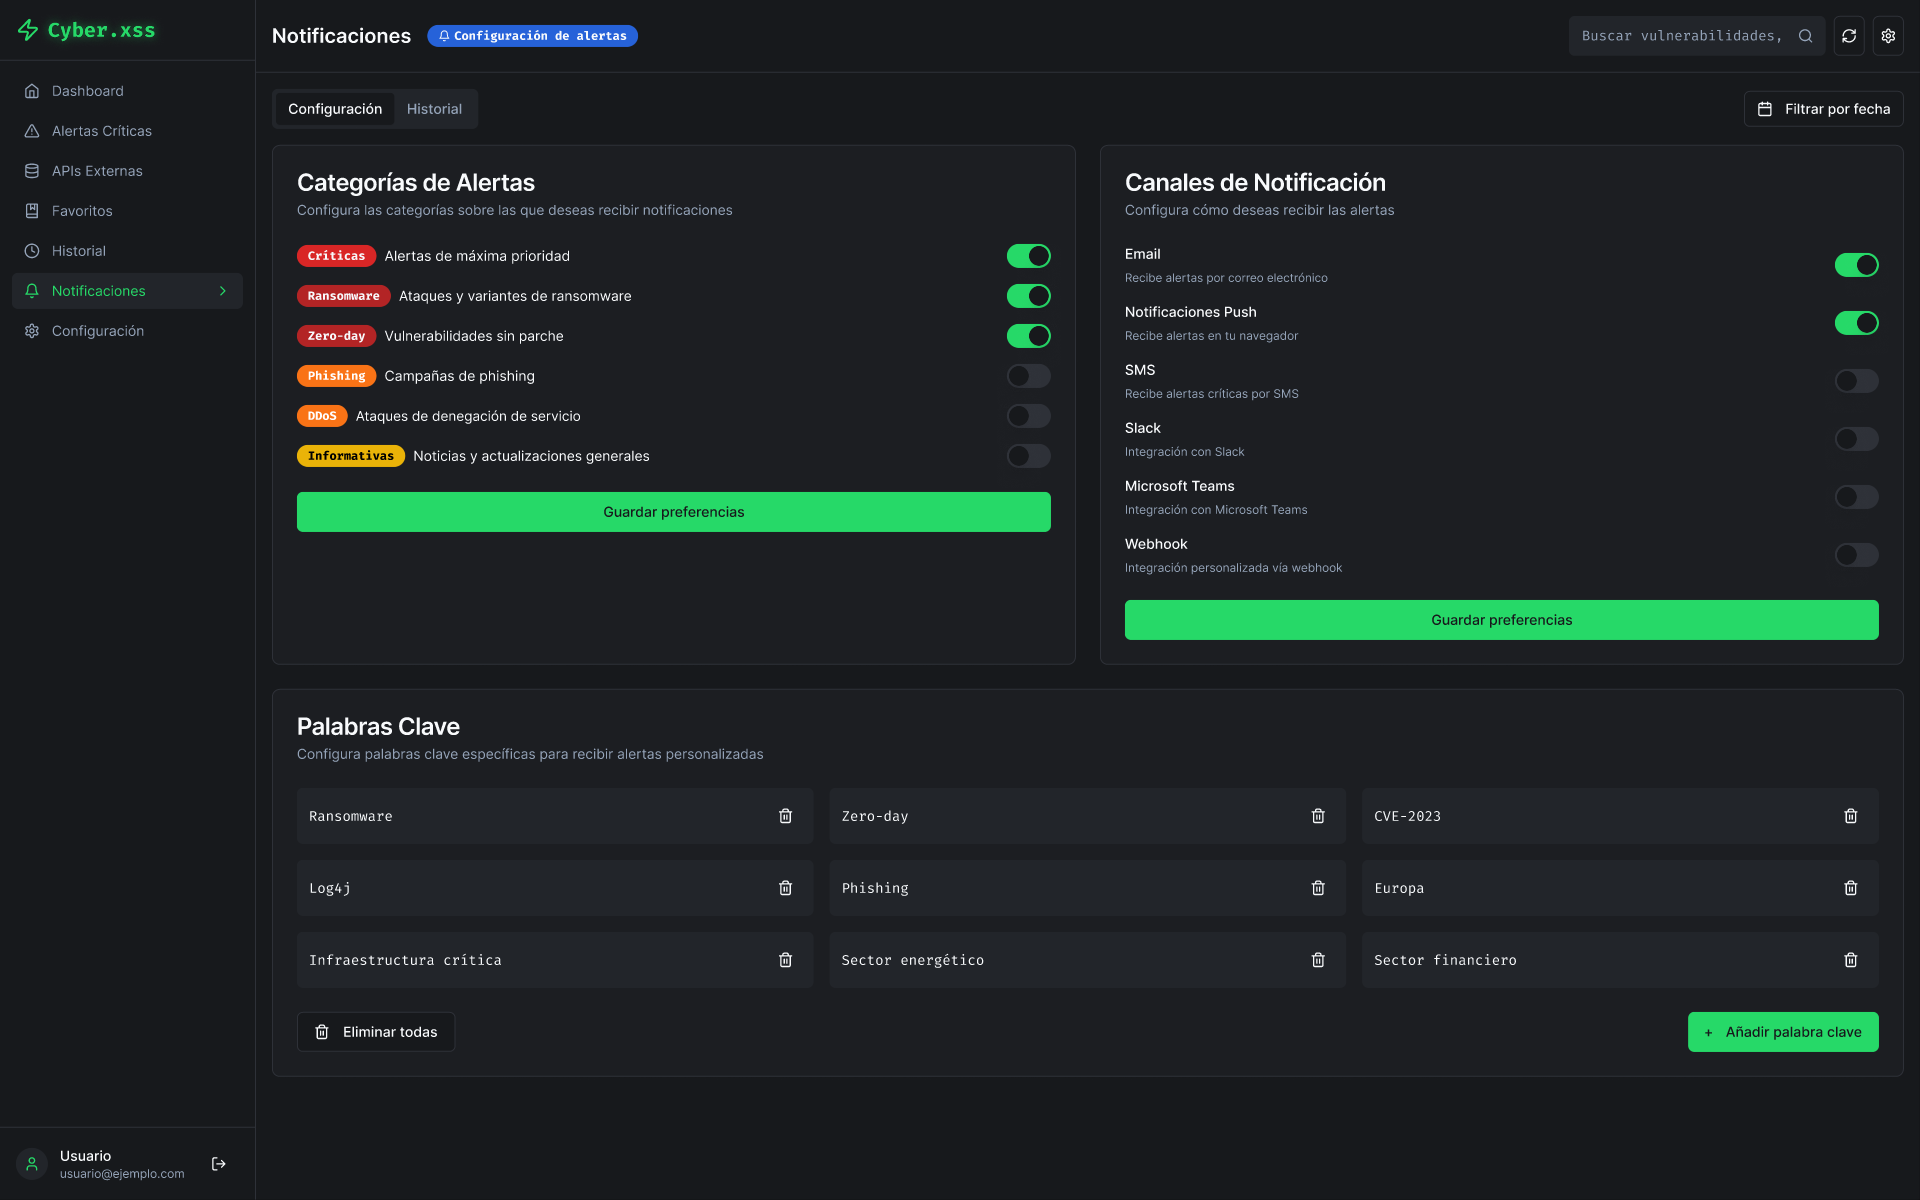 Cyber.xss
Dashboard
Alertas Críticas
APIs Externas
Favoritos
Historial
Notificaciones
Configuración
Usuario
usuario@ejemplo.com
Notificaciones
Configuración de alertas
Buscar vulnerabilidades,
Configuración
Historial
Filtrar por fecha
Categorías de Alertas
Configura las categorías sobre las que deseas recibir notificaciones
Críticas Alertas de máxima prioridad
Ransomware Ataques y variantes de ransomware
Zero-day Vulnerabilidades sin parche
Phishing Campañas de phishing
DDoS Ataques de denegación de servicio
Informativas Noticias y actualizaciones generales
Guardar preferencias
Canales de Notificación
Configura cómo deseas recibir las alertas
Email
Recibe alertas por correo electrónico
Notificaciones Push
Recibe alertas en tu navegador
SMS
Recibe alertas críticas por SMS
Slack
Integración con Slack
Microsoft Teams
Integración con Microsoft Teams
Webhook
Integración personalizada vía webhook
Guardar preferencias
Palabras Clave
Configura palabras clave específicas para recibir alertas personalizadas
Ransomware
Zero-day
CVE-2023
Log4j
Phishing
Europa
Infraestructura crítica
Sector energético
Sector financiero
Eliminar todas
+ Añadir palabra clave